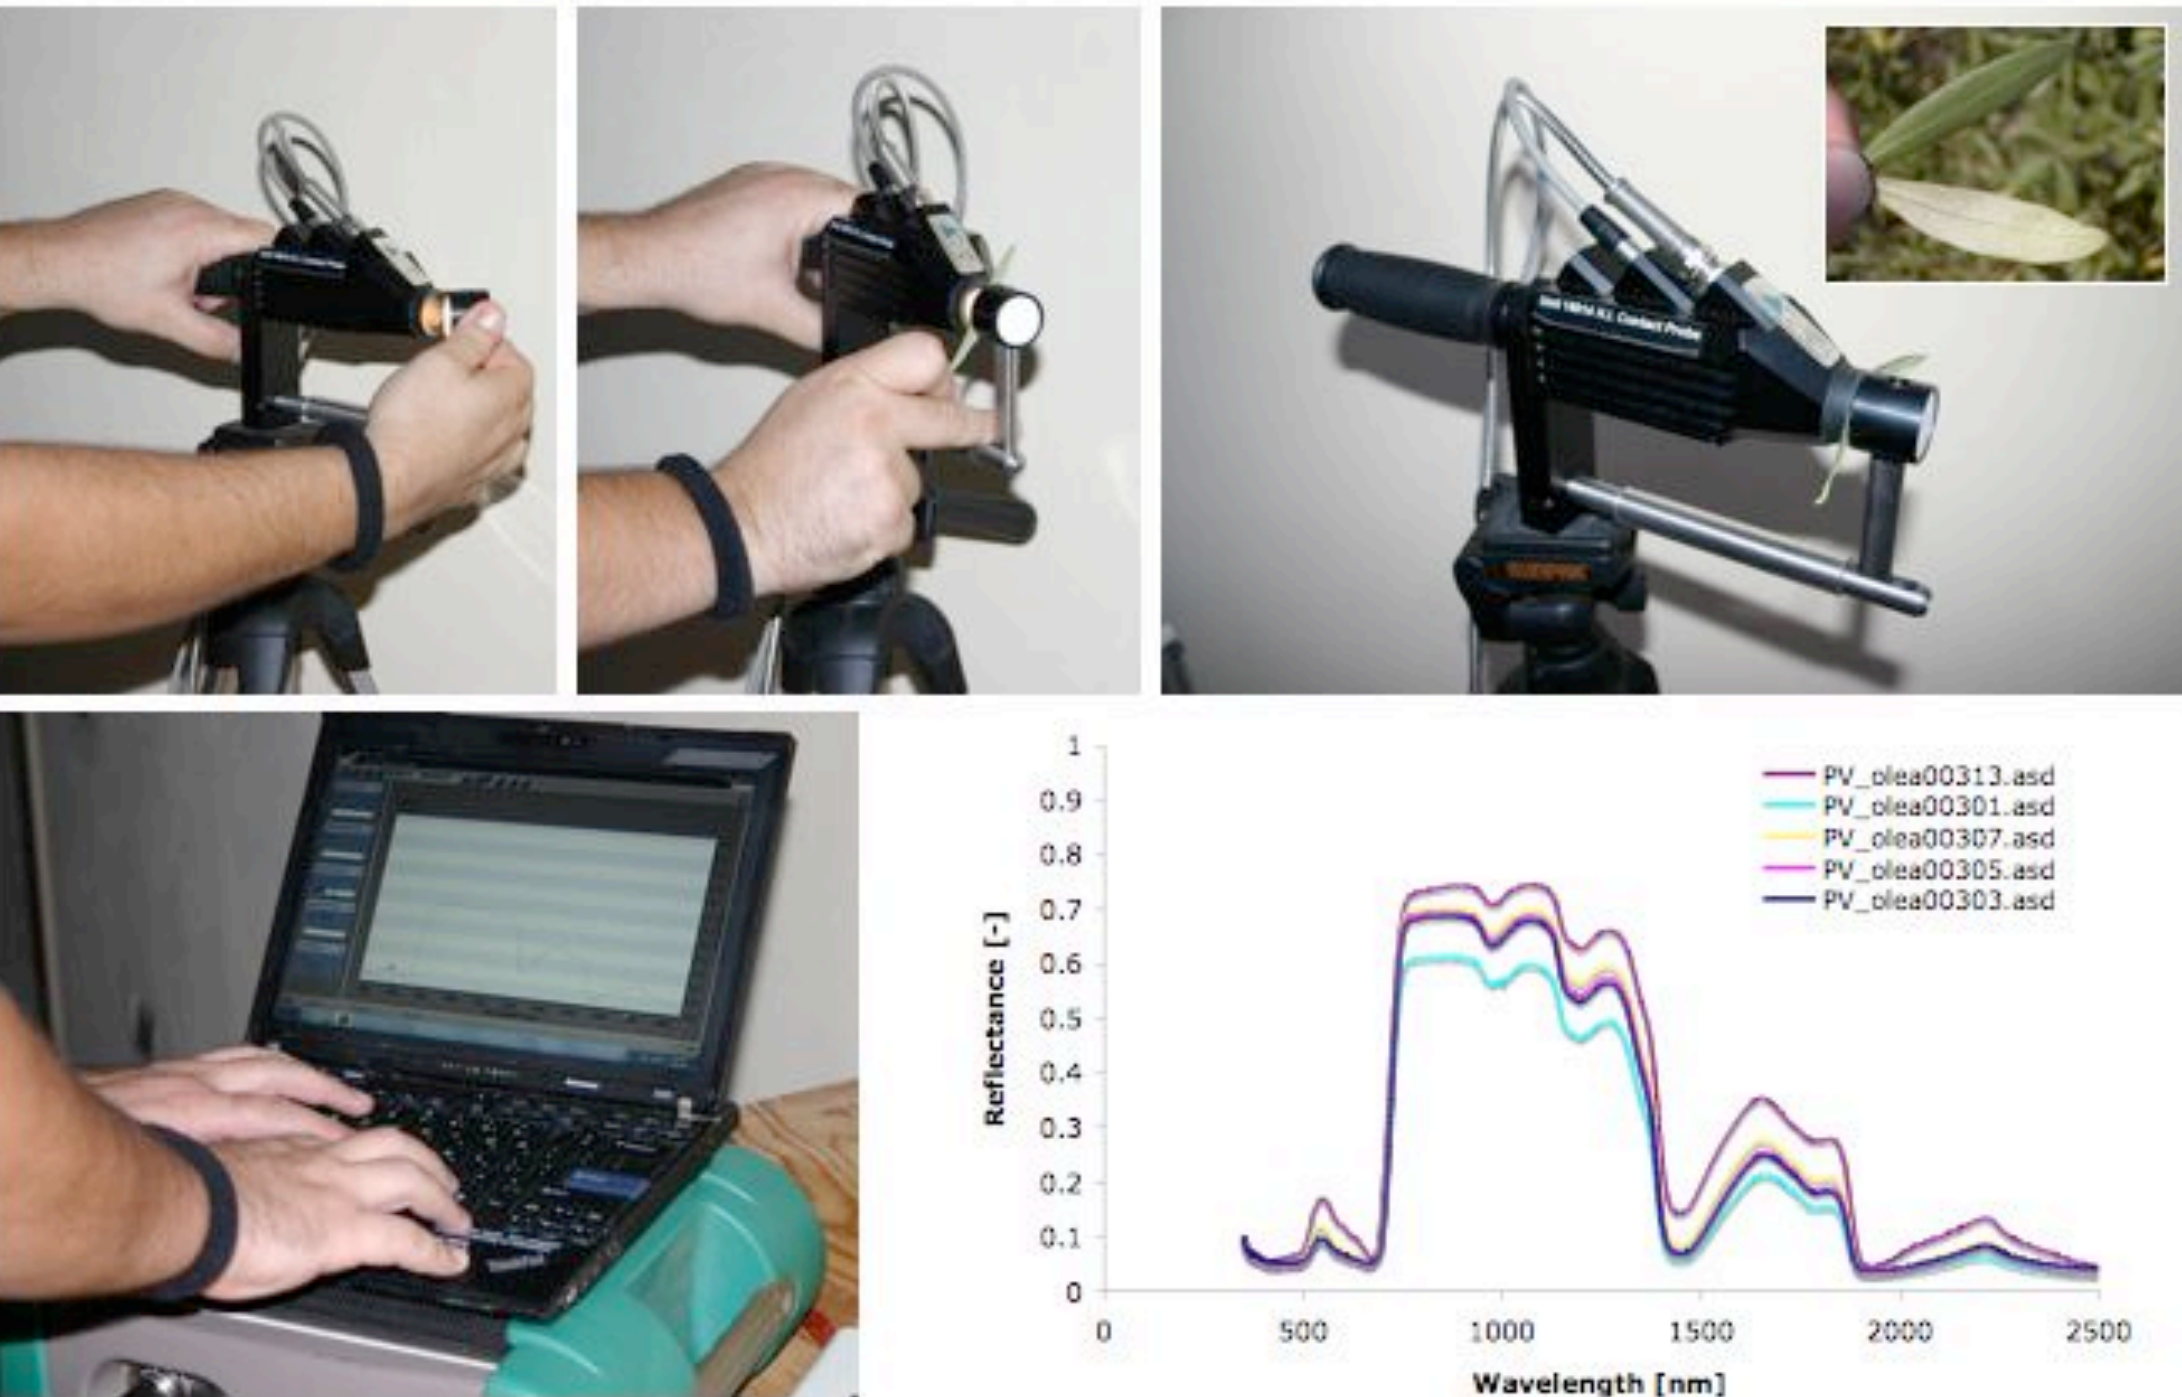 Contact Probe
1
0.9
0.8
0.7
0.6
0.5
0.4
0.3
0.2
0.1
0
Reflectance [-]
PV_olea00313.asd
PV_olea00301.asd
PV_olea00307.asd
PV_olea00305.asd
PV_olea00303.asd
0 500 1000 1500 2000 2500
Wavelength [nm]